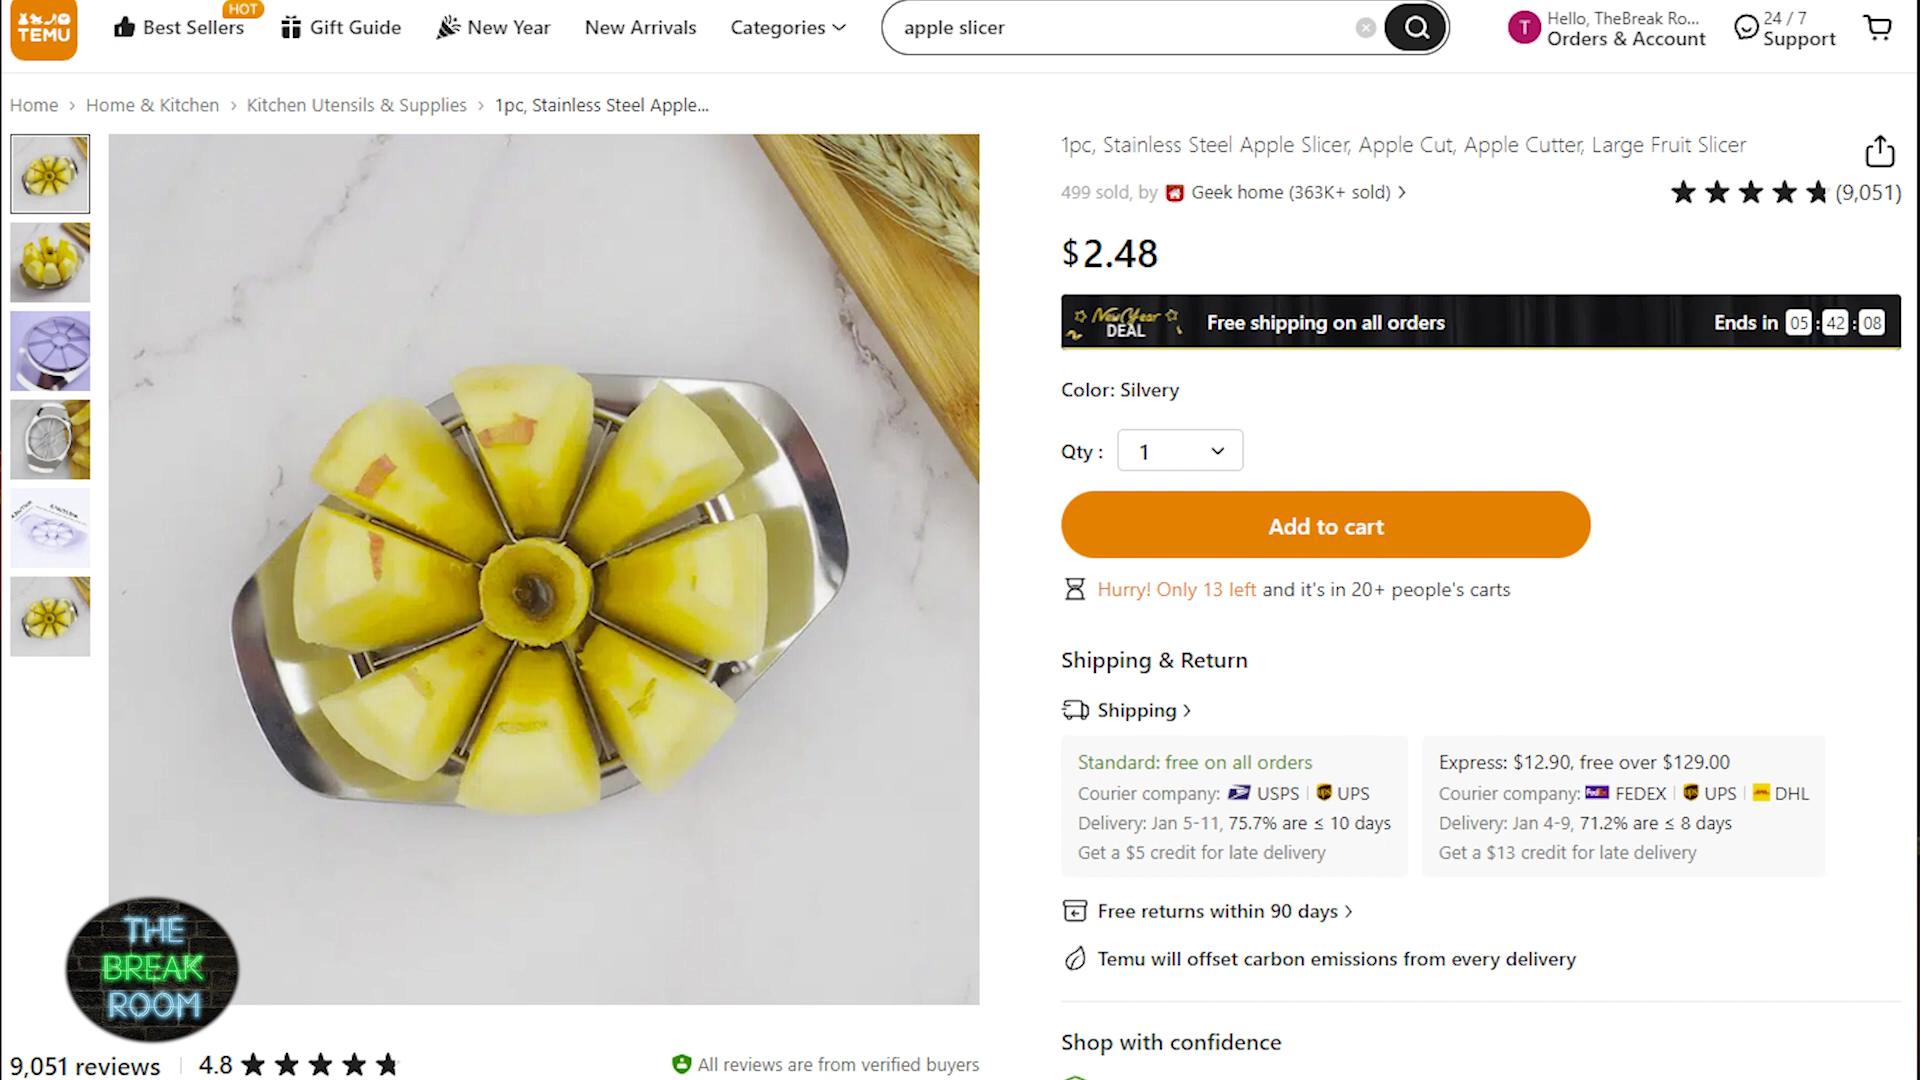 TEMU
Best Sellers
HOT
Gift Guide
New Year
New Arrivals
Categories
apple slicer
T
Hello, TheBreak Ro...
Orders & Account
24 / 7
Support
Home > Home & Kitchen > Kitchen Utensils & Supplies > 1pc, Stainless Steel Apple...
1pc, Stainless Steel Apple Slicer, Apple Cut, Apple Cutter, Large Fruit Slicer
499 sold, by Geek home (363K+ sold) >
(9,051)
$2.48
New Year
DEAL
Free shipping on all orders
Ends in 05 : 42 : 08
Color: Silvery
Qty : 1
Add to cart
Hurry! Only 13 left and it's in 20+ people's carts
Shipping & Return
Shipping >
Standard: free on all orders
Courier company: USPS | UPS
Delivery: Jan 5-11, 75.7% are ≤ 10 days
Get a $5 credit for late delivery
Express: $12.90, free over $129.00
Courier company: FedEx FEDEX | UPS | DHL
Delivery: Jan 4-9, 71.2% are ≤ 8 days
Get a $13 credit for late delivery
Free returns within 90 days >
Temu will offset carbon emissions from every delivery
Shop with confidence
THE
BREAK
ROOM
9,051 reviews | 4.8
All reviews are from verified buyers